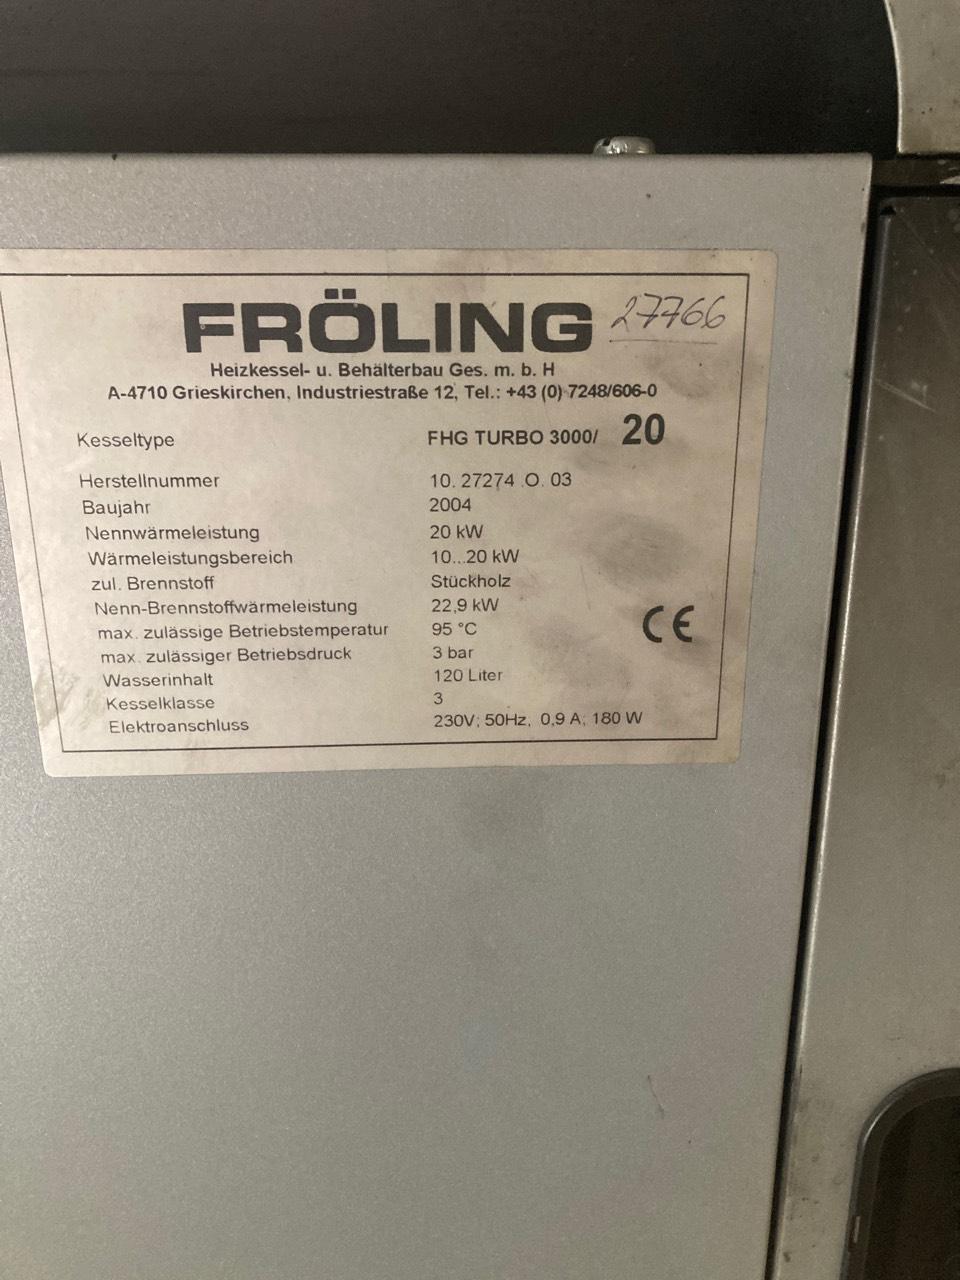 FRÖLING 27766
Heizkessel- u. Behälterbau Ges. m. b. H
A-4710 Grieskirchen, Industriestraße 12, Tel.: +43 (0) 7248/606-0
Kesseltype FHG TURBO 3000/ 20
Herstellnummer 10. 27274 .O. 03
Baujahr 2004
Nennwärmeleistung 20 kW
Wärmeleistungsbereich 10...20 kW
zul. Brennstoff Stückholz
Nenn-Brennstoffwärmeleistung 22,9 kW
max. zulässige Betriebstemperatur 95 °C
max. zulässiger Betriebsdruck 3 bar
Wasserinhalt 120 Liter
Kesselklasse 3
Elektroanschluss 230V; 50Hz, 0,9 A; 180 W
CE